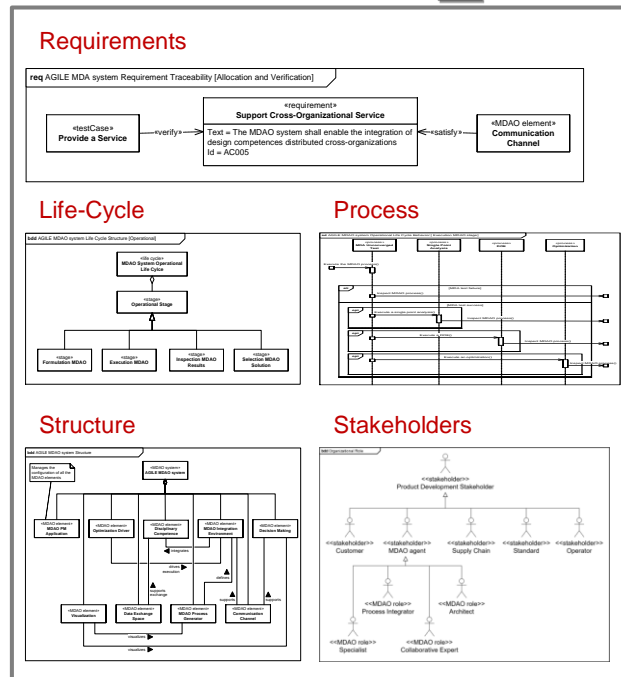 Requirements
req AGILE MDA system Requirement Traceability [Allocation and Verification]
«requirement»
Support Cross-Organizational Service
Text = The MDAO system shall enable the integration of
design competences distributed cross-organizations
Id = AC005
«testCase»
Provide a Service
«verify»
«satisfy»
«MDAO element»
Communication
Channel
Life-Cycle
Process
bdd AGILE MDAO system Life Cycle Structure [Operational]
«life cycle»
MDAO System Operational
Life Cylce
«stage»
Operational Stage
«stage»
Formulation MDAO
«stage»
Execution MDAO
«stage»
Inspection MDAO
Results
«stage»
Selection MDAO
Solution
Structure
Stakeholders
bdd AGILE MDAO system Structure
Manages the
configuration of all the
MDAO elements
«MDAO system»
AGILE MDAO system
«MDAO element»
MDAO PM
Application
«MDAO element»
Optimization Driver
«MDAO element»
Disciplinary
Competence
«MDAO element»
MDAO Integration
Environment
«MDAO element»
Decision Making
integrates
drives
execution
supports
exchange
supports
defines
supports
«MDAO element»
Visualization
«MDAO element»
Data Exchange
Space
«MDAO element»
MDAO Process
Generator
«MDAO element»
Communication
Channel
visualizes
visualizes
bdd Organizational Role
<<stakeholder>>
Product Development Stakeholder
<<stakeholder>>
Customer
<<stakeholder>>
MDAO agent
<<stakeholder>>
Supply Chain
<<stakeholder>>
Standard
<<stakeholder>>
Operator
<<MDAO role>>
Process Integrator
<<MDAO role>>
Architect
<<MDAO role>>
Specialist
<<MDAO role>>
Collaborative Expert